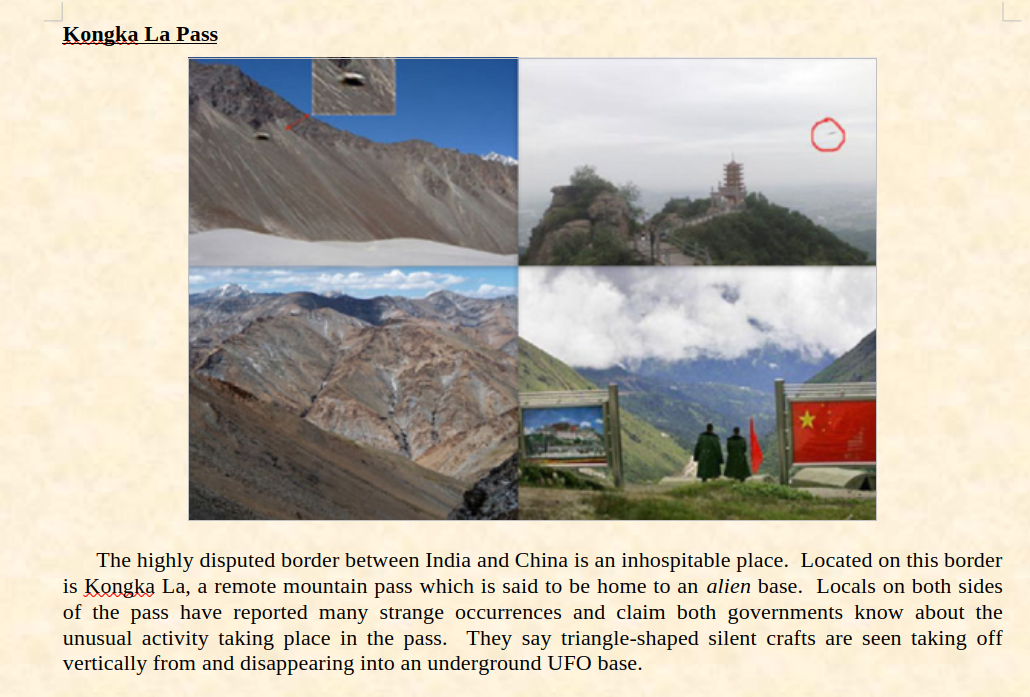 Kongka La Pass
The highly disputed border between India and China is an inhospitable place.  Located on this border
is Kongka La, a remote mountain pass which is said to be home to an alien base.  Locals on both sides
of the pass have reported many strange occurrences and claim both governments know about the
unusual activity taking place in the pass.  They say triangle-shaped silent crafts are seen taking off
vertically from and disappearing into an underground UFO base.